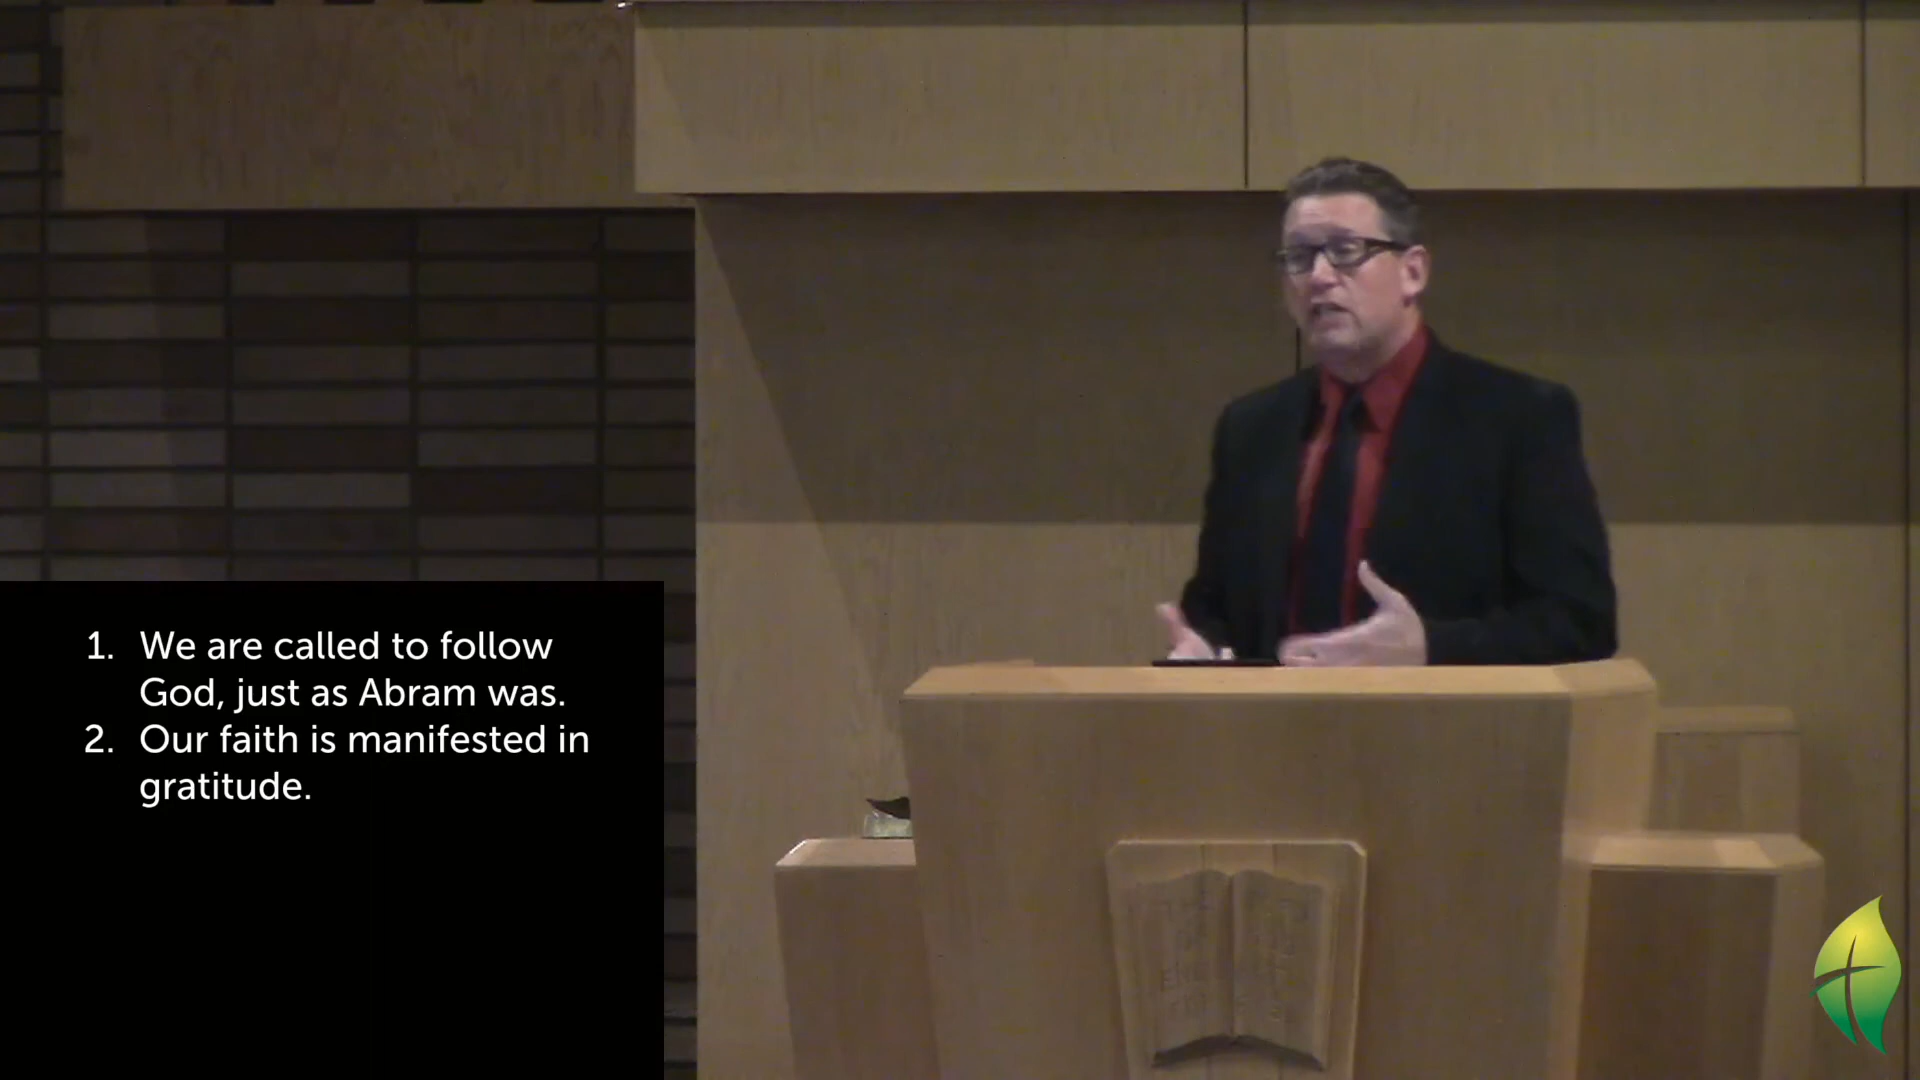 1. We are called to follow
God, just as Abram was.
2. Our faith is manifested in
gratitude.